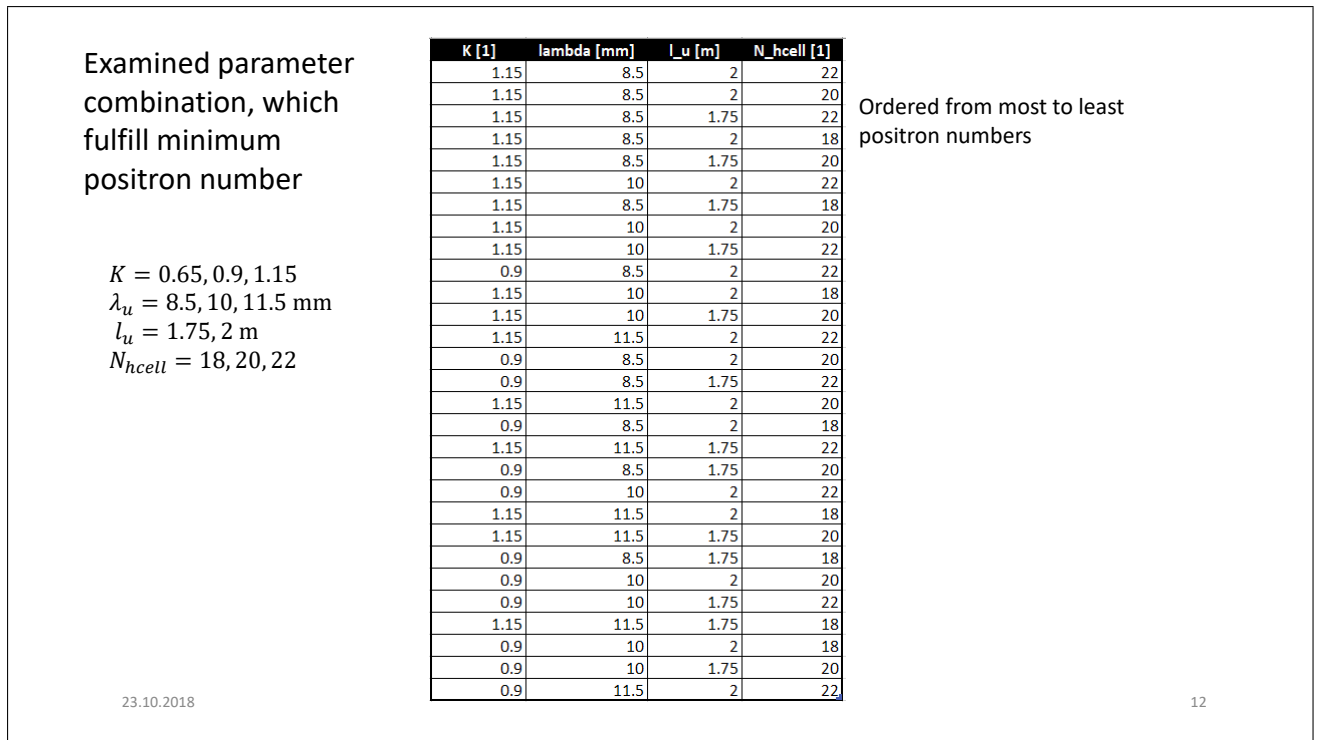 Examined parameter
combination, which
fulfill minimum
positron number
K = 0.65, 0.9, 1.15
λ_u = 8.5, 10, 11.5 mm
l_u = 1.75, 2 m
N_hcell = 18, 20, 22
K [1] lambda [mm] l_u [m] N_hcell [1]
1.15 8.5 2 22
1.15 8.5 2 20
1.15 8.5 1.75 22
1.15 8.5 2 18
1.15 8.5 1.75 20
1.15 10 2 22
1.15 8.5 1.75 18
1.15 10 2 20
1.15 10 1.75 22
0.9 8.5 2 22
1.15 10 2 18
1.15 10 1.75 20
1.15 11.5 2 22
0.9 8.5 2 20
0.9 8.5 1.75 22
1.15 11.5 2 20
0.9 8.5 2 18
1.15 11.5 1.75 22
0.9 8.5 1.75 20
0.9 10 2 22
1.15 11.5 2 18
1.15 11.5 1.75 20
0.9 8.5 1.75 18
0.9 10 2 20
0.9 10 1.75 22
1.15 11.5 1.75 18
0.9 10 2 18
0.9 10 1.75 20
0.9 11.5 2 22
Ordered from most to least
positron numbers
23.10.2018
12